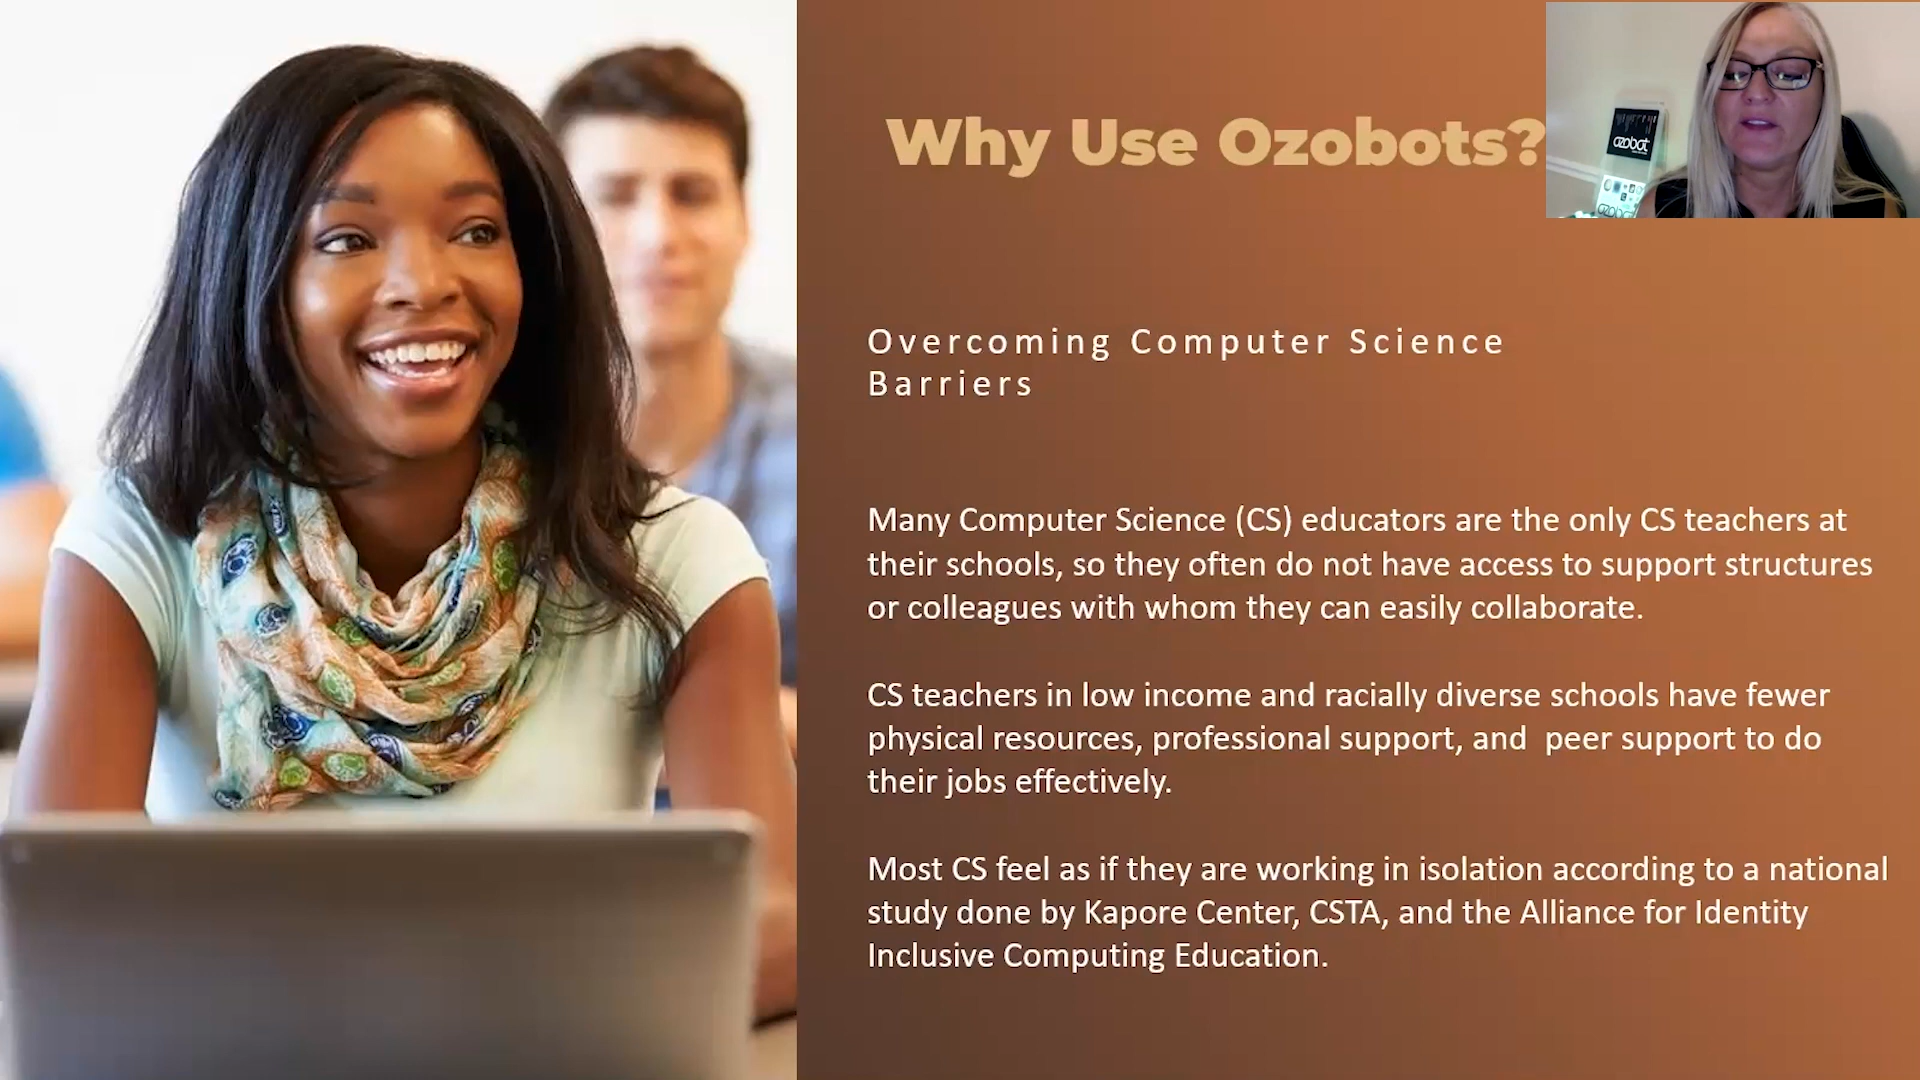 Why Use Ozobots?
ozobot
ozobot
Overcoming Computer Science
Barriers
Many Computer Science (CS) educators are the only CS teachers at
their schools, so they often do not have access to support structures
or colleagues with whom they can easily collaborate.
CS teachers in low income and racially diverse schools have fewer
physical resources, professional support, and peer support to do
their jobs effectively.
Most CS feel as if they are working in isolation according to a national
study done by Kapore Center, CSTA, and the Alliance for Identity
Inclusive Computing Education.